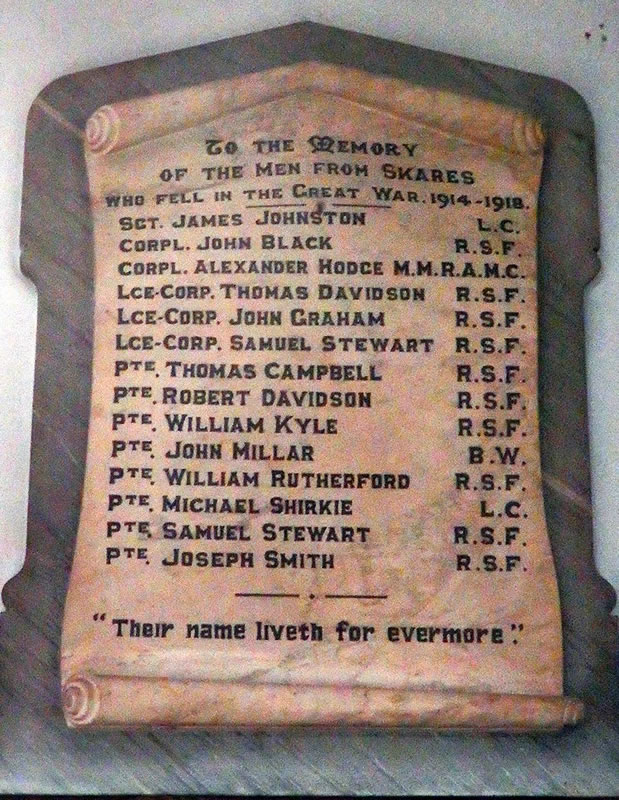 To the Memory
of the Men from Skares
who fell in the Great War. 1914-1918.
Sgt. James Johnston L.C.
Corpl. John Black R.S.F.
Corpl. Alexander Hodge M.M. R.A.M.C.
Lce-Corp. Thomas Davidson R.S.F.
Lce-Corp. John Graham R.S.F.
Lce-Corp. Samuel Stewart R.S.F.
Pte. Thomas Campbell R.S.F.
Pte. Robert Davidson R.S.F.
Pte. William Kyle R.S.F.
Pte. John Millar B.W.
Pte. William Rutherford R.S.F.
Pte. Michael Shirkie L.C.
Pte. Samuel Stewart R.S.F.
Pte. Joseph Smith R.S.F.
"Their name liveth for evermore".